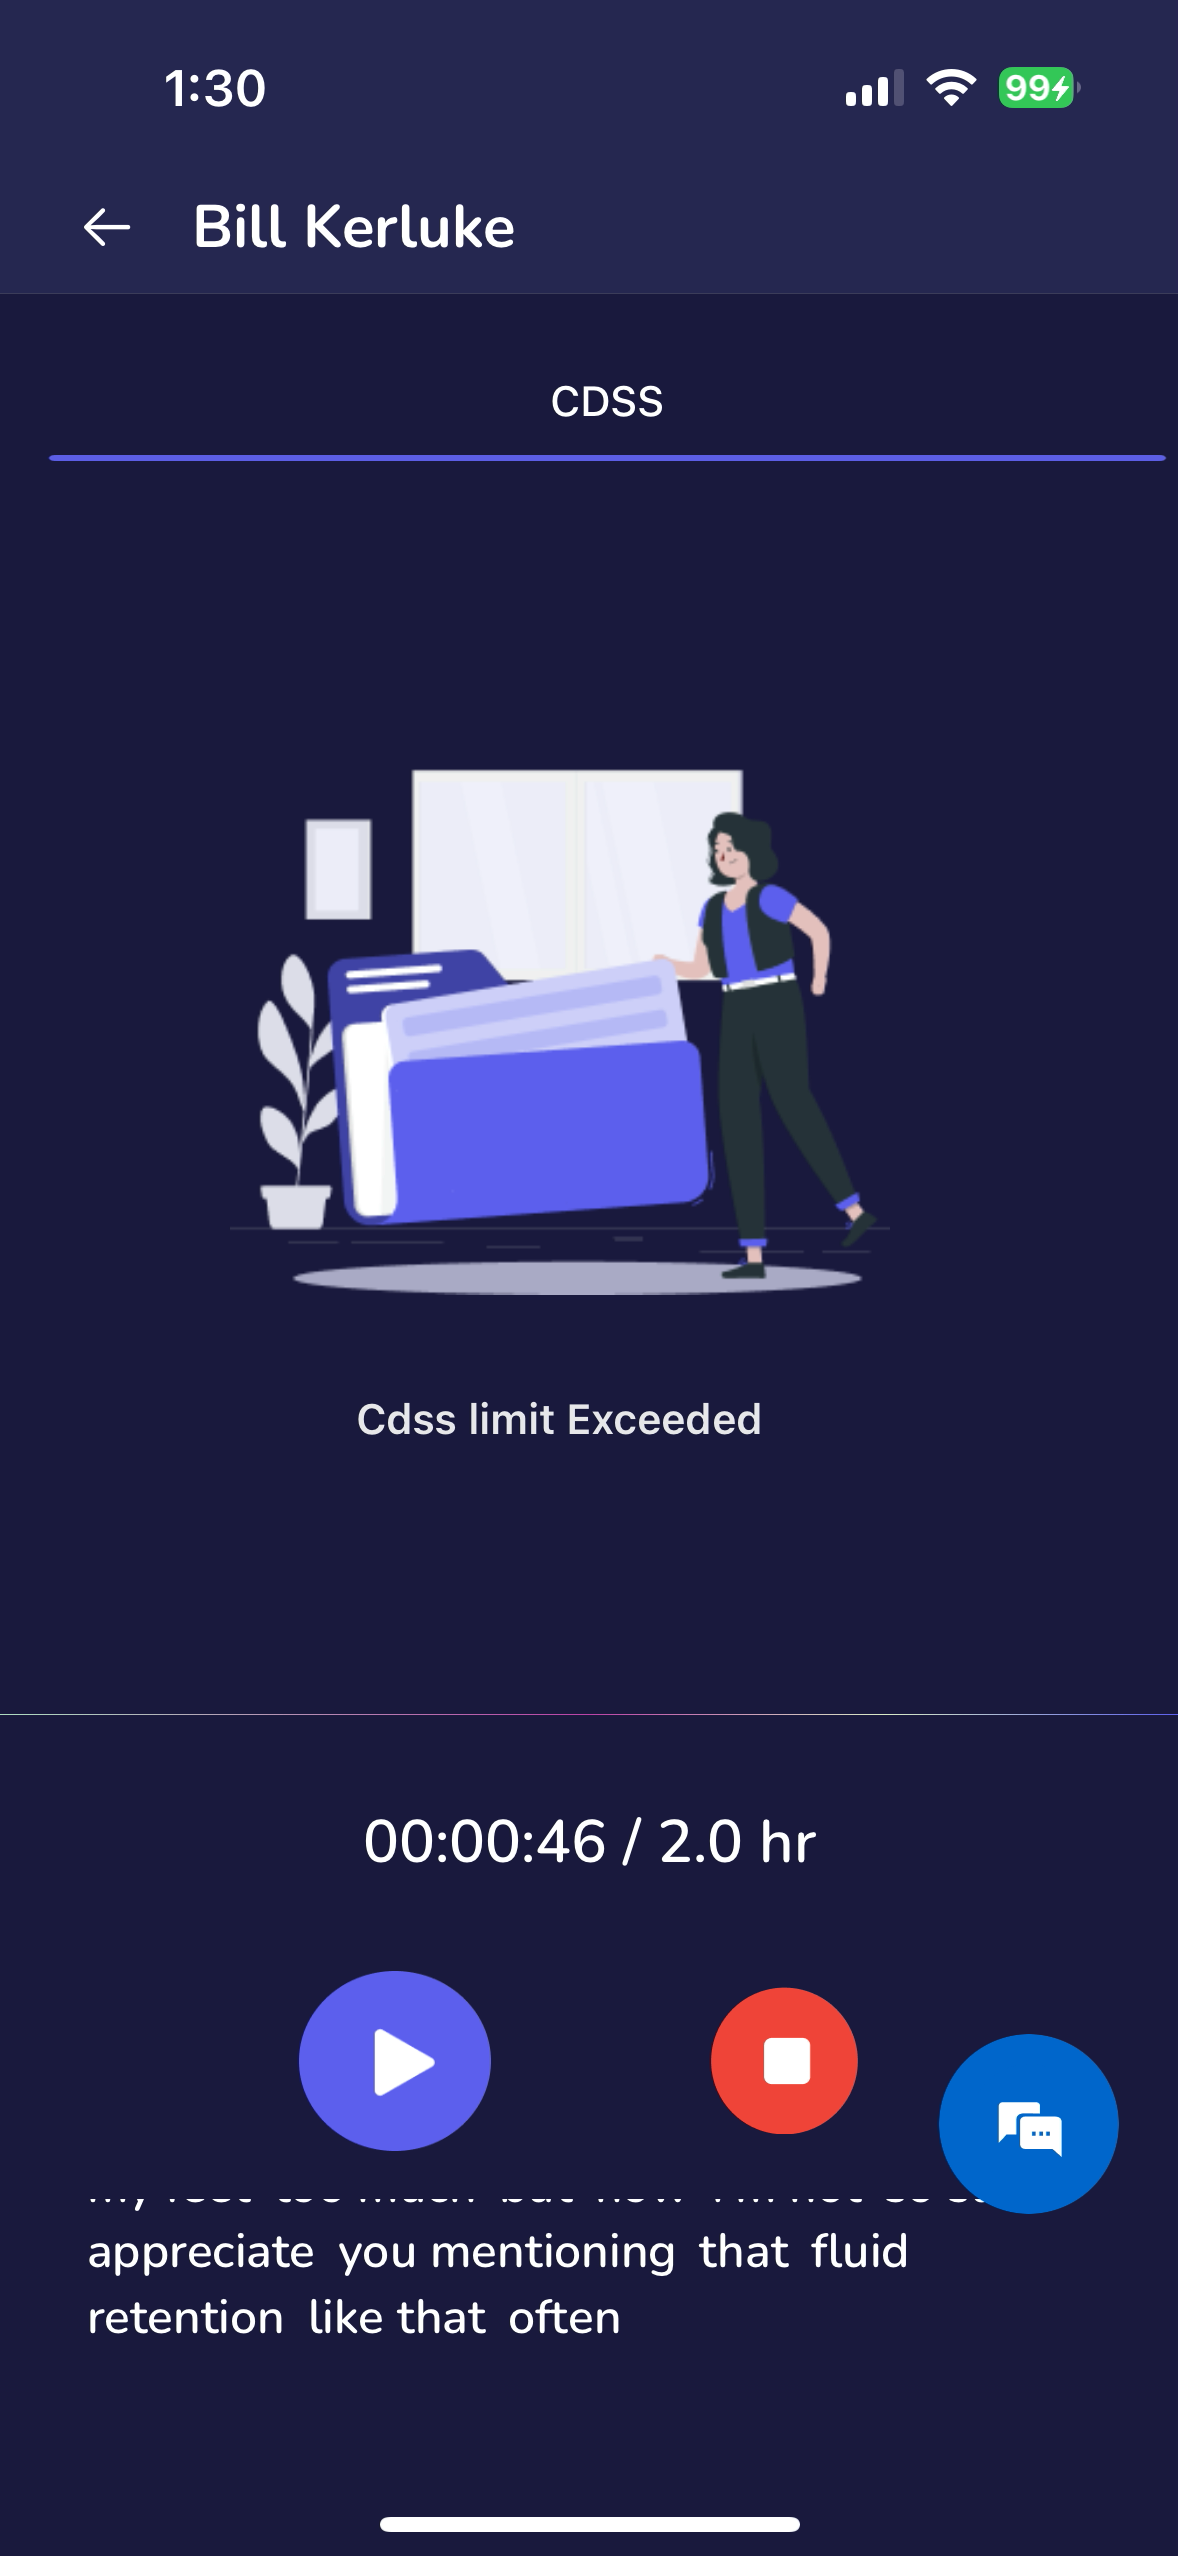 1:30
99
Bill Kerluke
CDSS
Cdss limit Exceeded
00:00:46 / 2.0 hr
appreciate you mentioning that fluid
retention like that often